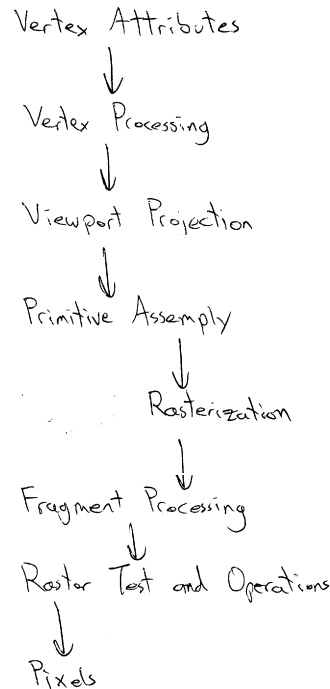 Vertex Attributes
Vertex Processing
Viewport Projection
Primitive Assemply
Rasterization
Fragment Processing
Raster Test and Operations
Pixels